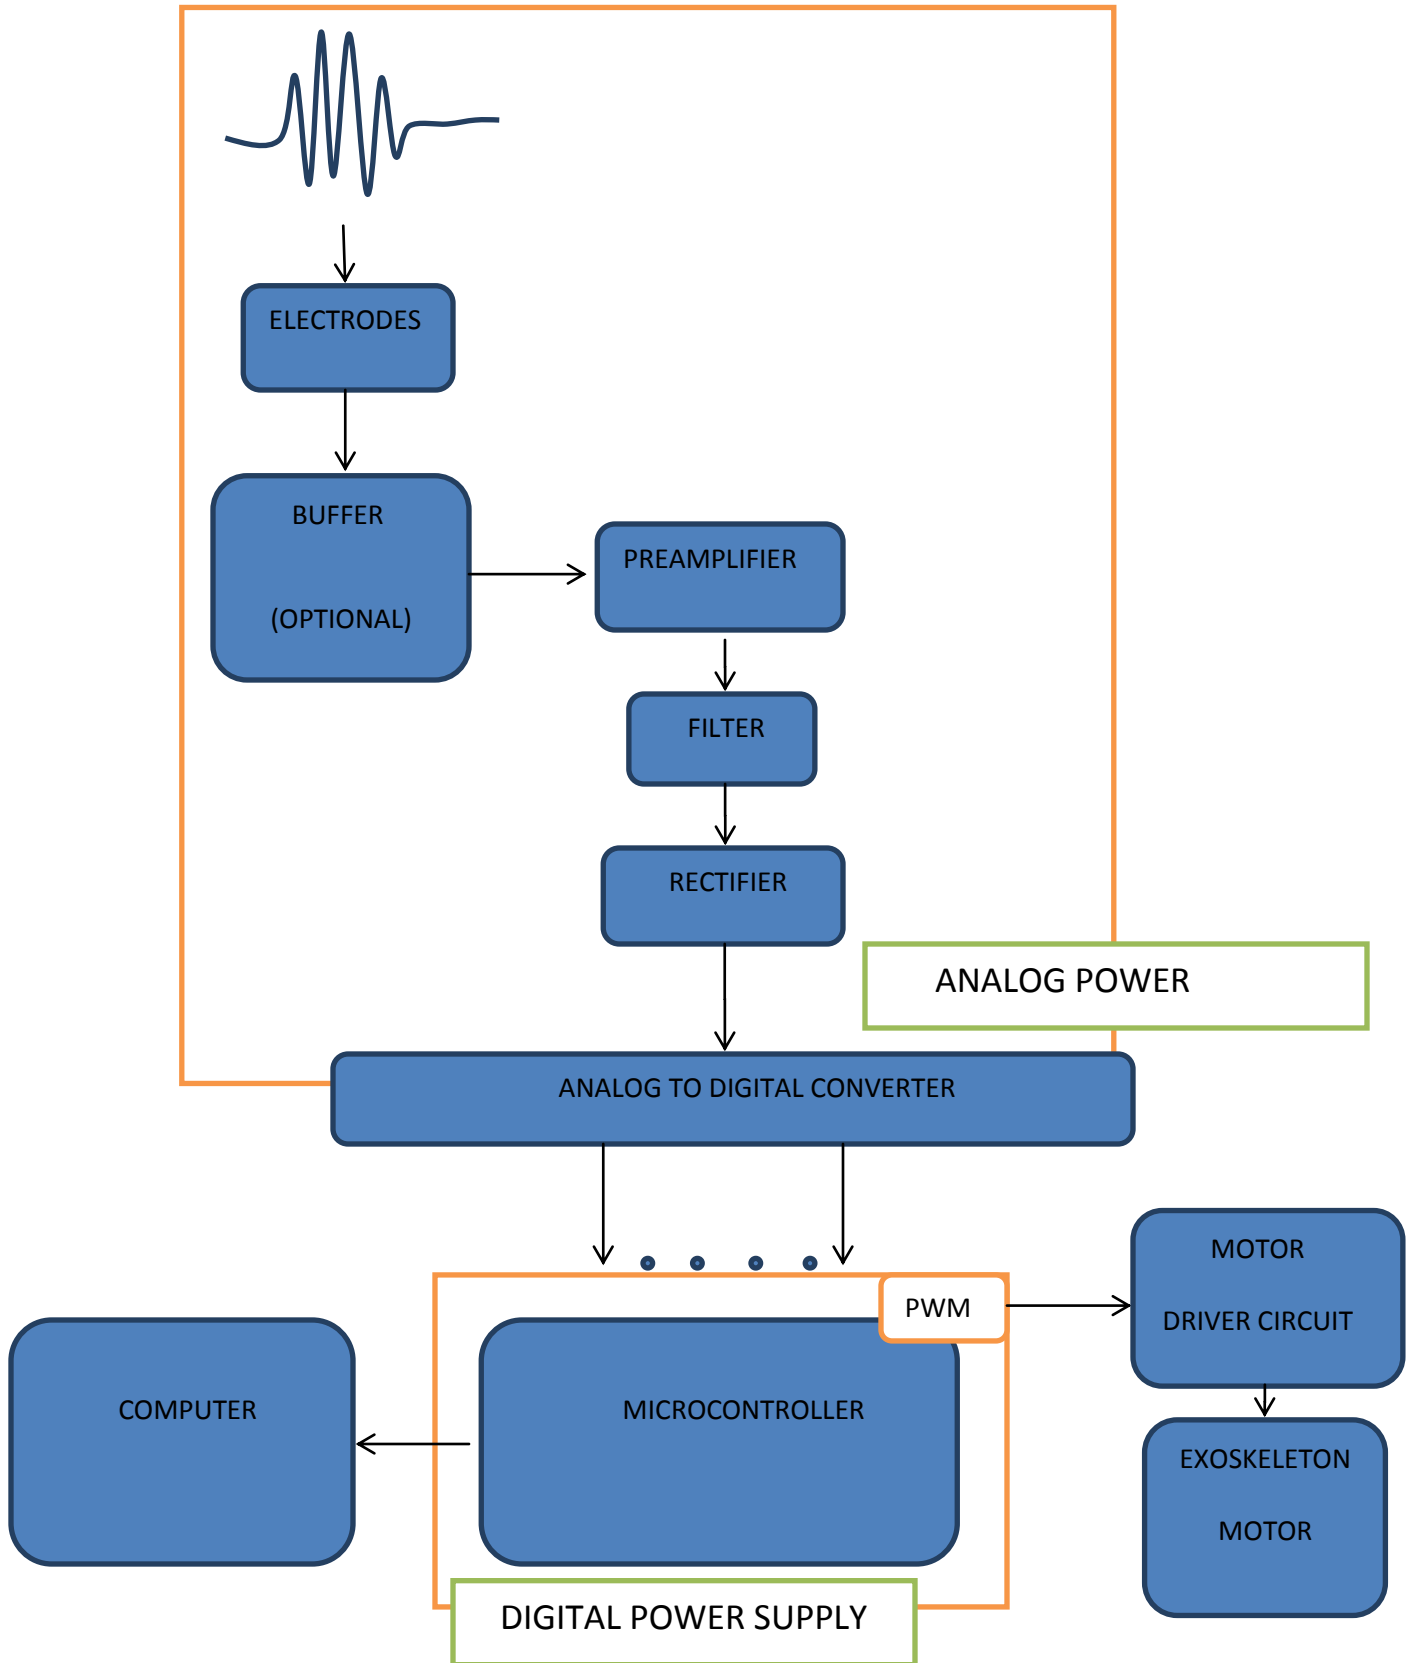 ELECTRODES
BUFFER
(OPTIONAL)
PREAMPLIFIER
FILTER
RECTIFIER
ANALOG POWER
ANALOG TO DIGITAL CONVERTER
PWM
MOTOR
DRIVER CIRCUIT
COMPUTER
MICROCONTROLLER
EXOSKELETON
MOTOR
DIGITAL POWER SUPPLY